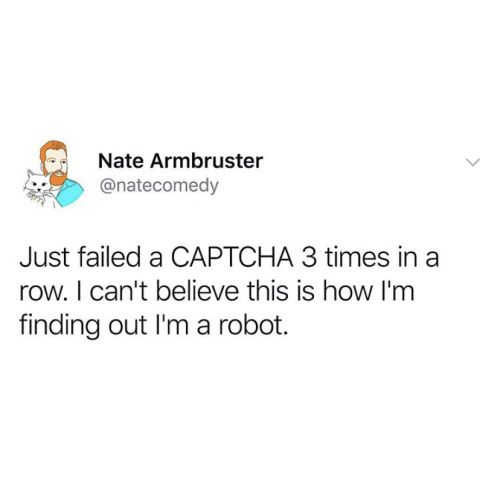 Nate Armbruster
@natecomedy
Just failed a CAPTCHA 3 times in a
row. I can't believe this is how I'm
finding out I'm a robot.